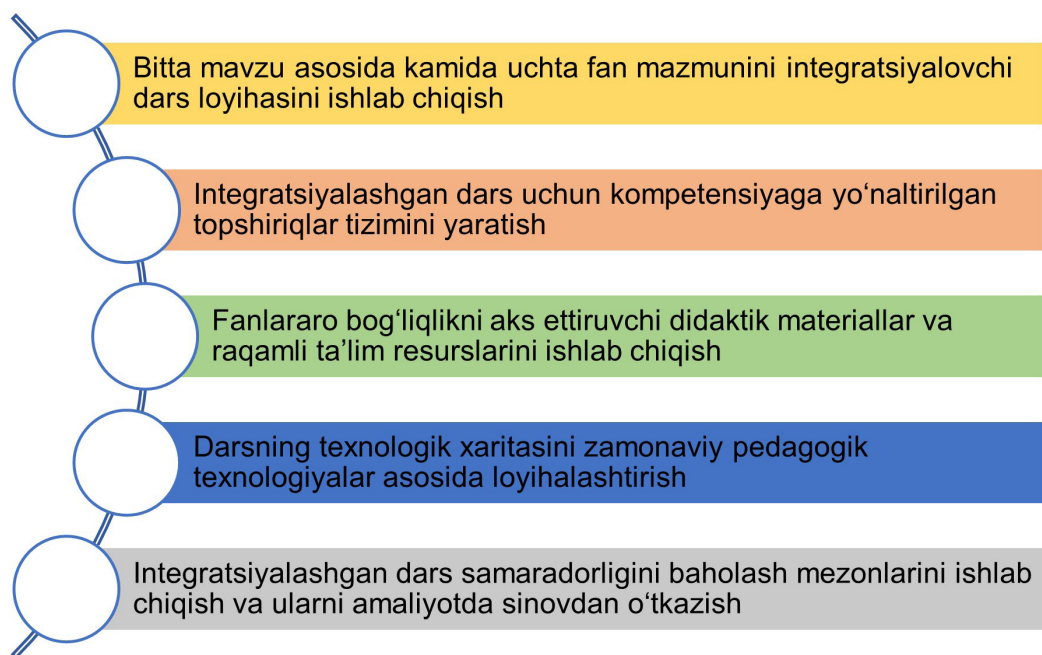 Bitta mavzu asosida kamida uchta fan mazmunini integratsiyalovchi
dars loyihasini ishlab chiqish
Integratsiyalashgan dars uchun kompetensiyaga yo‘naltirilgan
topshiriqlar tizimini yaratish
Fanlararo bog‘liqlikni aks ettiruvchi didaktik materiallar va
raqamli ta’lim resurslarini ishlab chiqish
Darsning texnologik xaritasini zamonaviy pedagogik
texnologiyalar asosida loyihalashtirish
Integratsiyalashgan dars samaradorligini baholash mezonlarini ishlab
chiqish va ularni amaliyotda sinovdan o‘tkazish